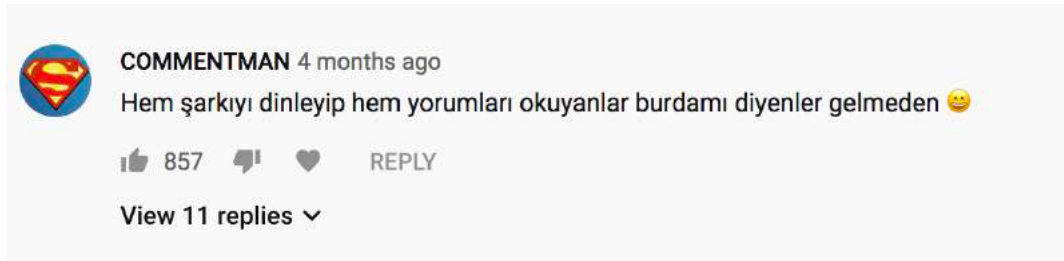 COMMENTMAN 4 months ago
Hem şarkıyı dinleyip hem yorumları okuyanlar burdamı diyenler gelmeden 😀
857 REPLY
View 11 replies